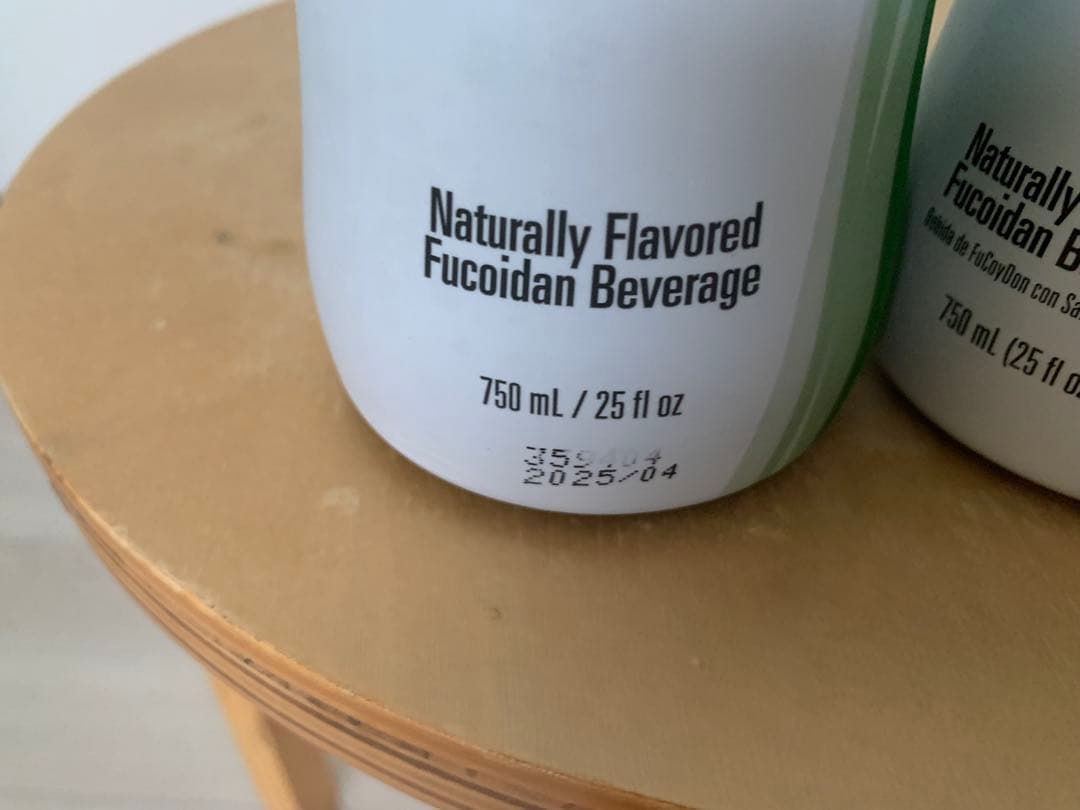 Naturally Flavored
Fucoidan Beverage
750 mL / 25 fl oz
2025/04
Naturally
Fucoidan B
de FuCoyDon con Sa
750 mL (25 fl oz